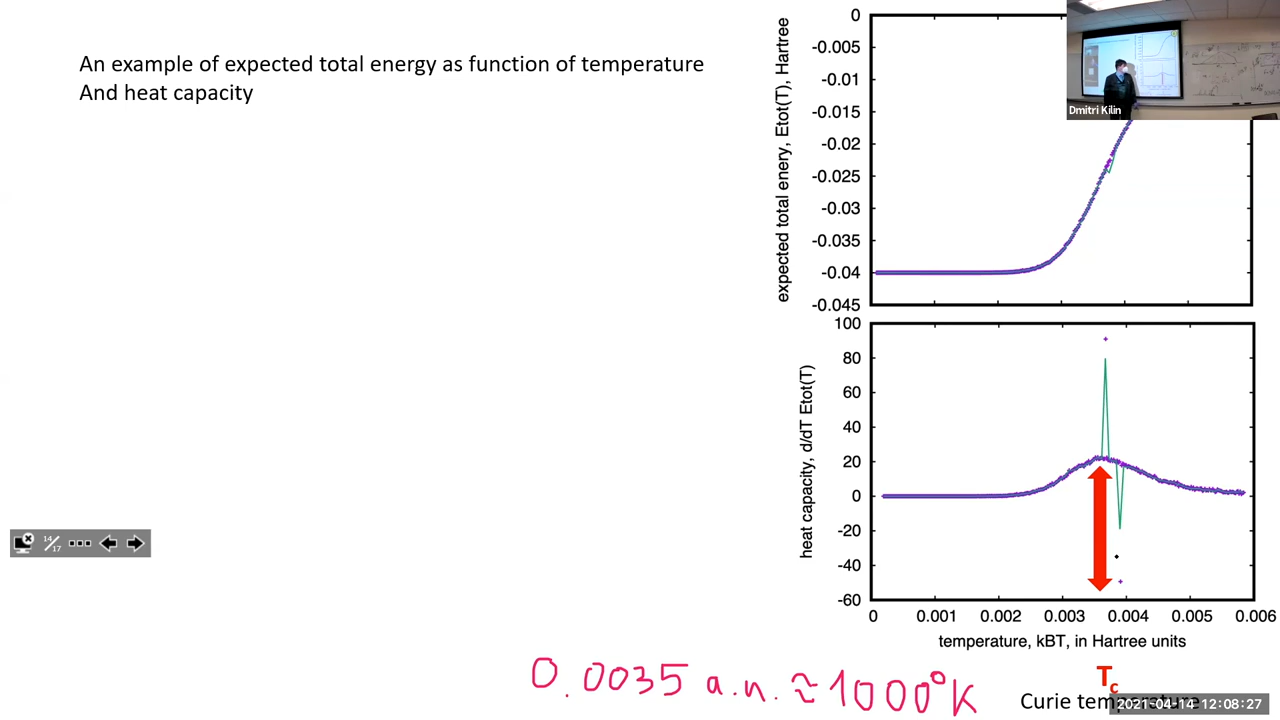 An example of expected total energy as function of temperature
And heat capacity
0
-0.005
-0.01
-0.015
-0.02
-0.025
-0.03
-0.035
-0.04
-0.045
expected total enery, Etot(T), Hartree
Dmitri Kilin
100
80
60
40
20
0
-20
-40
-60
heat capacity, d/dT Etot(T)
0 0.001 0.002 0.003 0.004 0.005 0.006
temperature, kBT, in Hartree units
14/17
0.0035 a.u. ≈ 1000°K
Tc
Curie temperature
2021-04-14 12:08:27